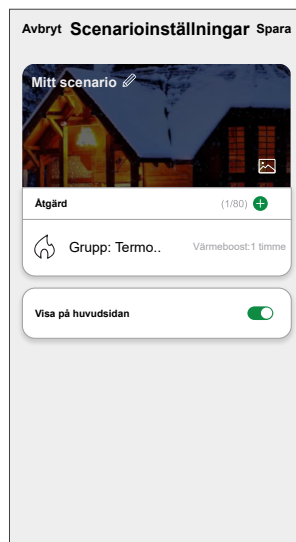 Avbryt Scenarioinställningar Spara
Mitt scenario
Åtgärd (1/80)
Grupp: Termo.. Värmeboost:1 timme
Visa på huvudsidan